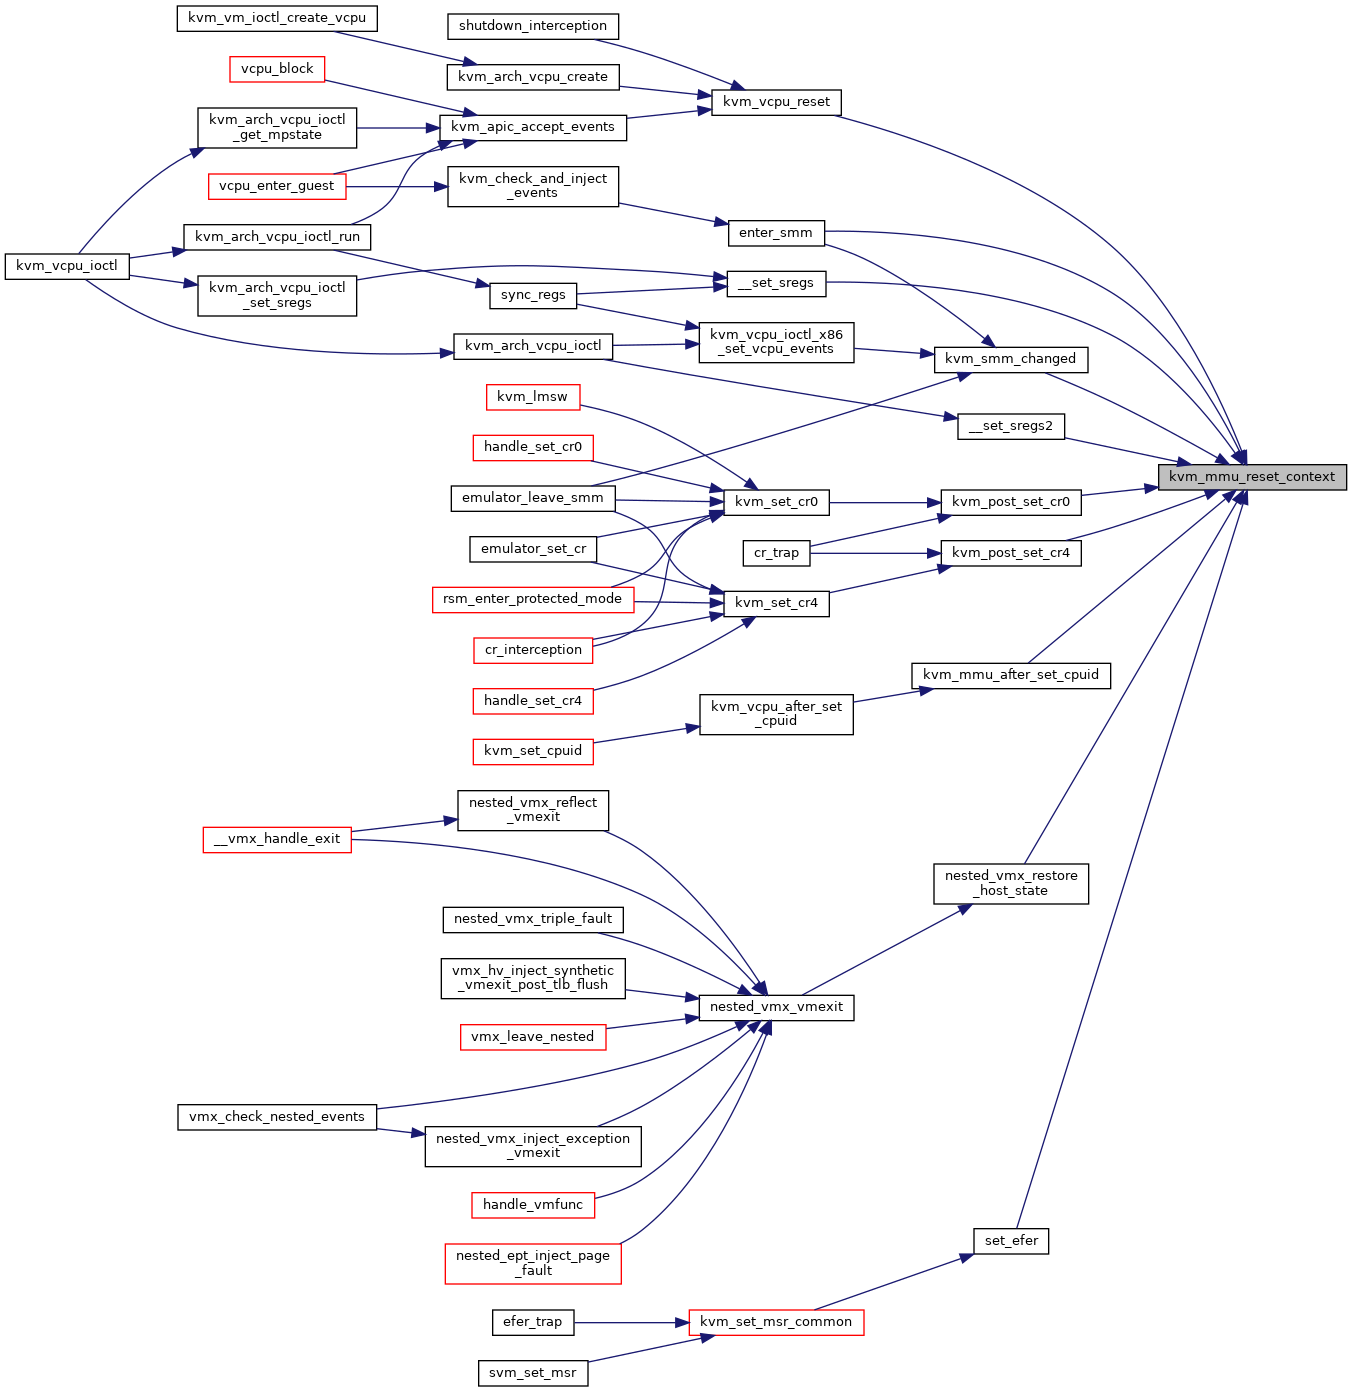 kvm_vm_ioctl_create_vcpu
shutdown_interception
vcpu_block
kvm_arch_vcpu_create
kvm_vcpu_reset
kvm_arch_vcpu_ioctl
_get_mpstate
kvm_apic_accept_events
vcpu_enter_guest
kvm_check_and_inject
_events
enter_smm
kvm_arch_vcpu_ioctl_run
kvm_vcpu_ioctl
kvm_arch_vcpu_ioctl
_set_sregs
sync_regs
__set_sregs
kvm_arch_vcpu_ioctl
kvm_vcpu_ioctl_x86
_set_vcpu_events
kvm_smm_changed
kvm_lmsw
__set_sregs2
handle_set_cr0
kvm_mmu_reset_context
emulator_leave_smm
kvm_set_cr0
kvm_post_set_cr0
emulator_set_cr
cr_trap
kvm_post_set_cr4
rsm_enter_protected_mode
kvm_set_cr4
cr_interception
kvm_mmu_after_set_cpuid
handle_set_cr4
kvm_vcpu_after_set
_cpuid
kvm_set_cpuid
nested_vmx_reflect
_vmexit
__vmx_handle_exit
nested_vmx_restore
_host_state
nested_vmx_triple_fault
vmx_hv_inject_synthetic
_vmexit_post_tlb_flush
nested_vmx_vmexit
vmx_leave_nested
vmx_check_nested_events
nested_vmx_inject_exception
_vmexit
handle_vmfunc
set_efer
nested_ept_inject_page
_fault
efer_trap
kvm_set_msr_common
svm_set_msr